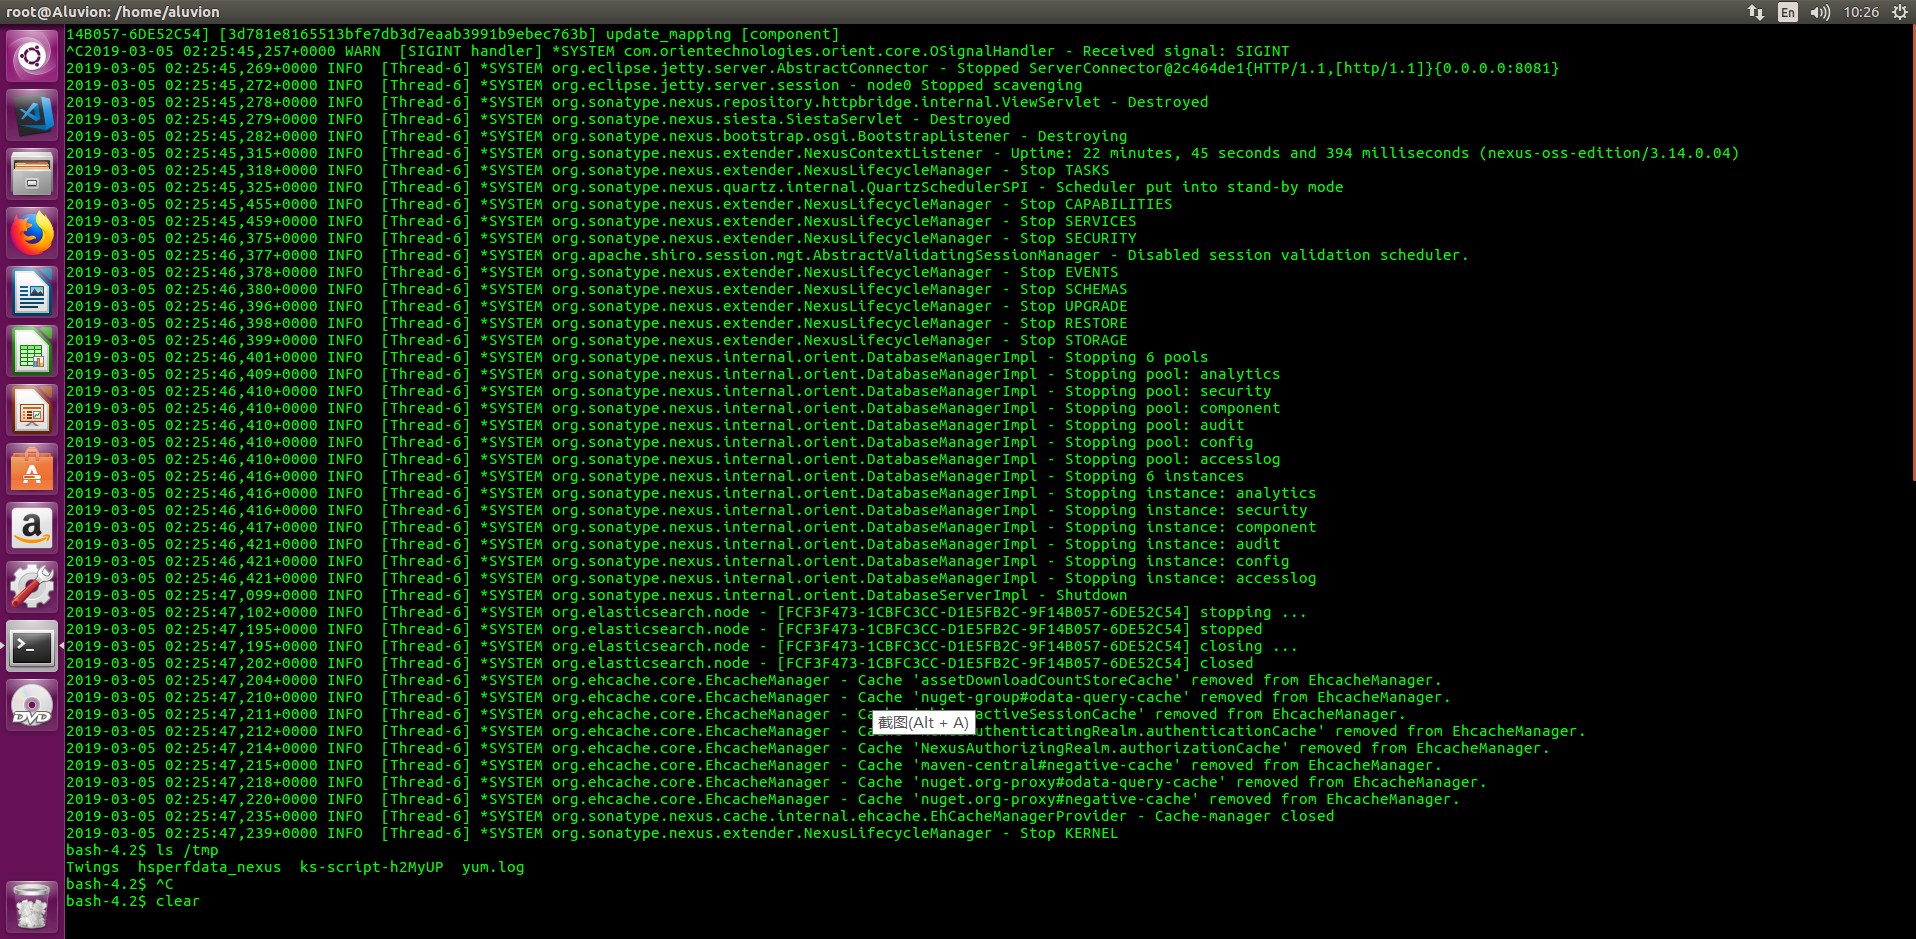 root@Aluvion: /home/aluvion
En
10:26
14B057-6DE52C54] [3d781e8165513bfe7db3d7eaab3991b9ebec763b] update_mapping [component]
^C2019-03-05 02:25:45,257+0000 WARN  [SIGINT handler] *SYSTEM com.orientechnologies.orient.core.OSignalHandler - Received signal: SIGINT
2019-03-05 02:25:45,269+0000 INFO  [Thread-6] *SYSTEM org.eclipse.jetty.server.AbstractConnector - Stopped ServerConnector@2c464de1{HTTP/1.1,[http/1.1]}{0.0.0.0:8081}
2019-03-05 02:25:45,272+0000 INFO  [Thread-6] *SYSTEM org.eclipse.jetty.server.session - node0 Stopped scavenging
2019-03-05 02:25:45,278+0000 INFO  [Thread-6] *SYSTEM org.sonatype.nexus.repository.httpbridge.internal.ViewServlet - Destroyed
2019-03-05 02:25:45,279+0000 INFO  [Thread-6] *SYSTEM org.sonatype.nexus.siesta.SiestaServlet - Destroyed
2019-03-05 02:25:45,282+0000 INFO  [Thread-6] *SYSTEM org.sonatype.nexus.bootstrap.osgi.BootstrapListener - Destroying
2019-03-05 02:25:45,315+0000 INFO  [Thread-6] *SYSTEM org.sonatype.nexus.extender.NexusContextListener - Uptime: 22 minutes, 45 seconds and 394 milliseconds (nexus-oss-edition/3.14.0.04)
2019-03-05 02:25:45,318+0000 INFO  [Thread-6] *SYSTEM org.sonatype.nexus.extender.NexusLifecycleManager - Stop TASKS
2019-03-05 02:25:45,325+0000 INFO  [Thread-6] *SYSTEM org.sonatype.nexus.quartz.internal.QuartzSchedulerSPI - Scheduler put into stand-by mode
2019-03-05 02:25:45,455+0000 INFO  [Thread-6] *SYSTEM org.sonatype.nexus.extender.NexusLifecycleManager - Stop CAPABILITIES
2019-03-05 02:25:45,459+0000 INFO  [Thread-6] *SYSTEM org.sonatype.nexus.extender.NexusLifecycleManager - Stop SERVICES
2019-03-05 02:25:46,375+0000 INFO  [Thread-6] *SYSTEM org.sonatype.nexus.extender.NexusLifecycleManager - Stop SECURITY
2019-03-05 02:25:46,377+0000 INFO  [Thread-6] *SYSTEM org.apache.shiro.session.mgt.AbstractValidatingSessionManager - Disabled session validation scheduler.
2019-03-05 02:25:46,378+0000 INFO  [Thread-6] *SYSTEM org.sonatype.nexus.extender.NexusLifecycleManager - Stop EVENTS
2019-03-05 02:25:46,380+0000 INFO  [Thread-6] *SYSTEM org.sonatype.nexus.extender.NexusLifecycleManager - Stop SCHEMAS
2019-03-05 02:25:46,396+0000 INFO  [Thread-6] *SYSTEM org.sonatype.nexus.extender.NexusLifecycleManager - Stop UPGRADE
2019-03-05 02:25:46,398+0000 INFO  [Thread-6] *SYSTEM org.sonatype.nexus.extender.NexusLifecycleManager - Stop RESTORE
2019-03-05 02:25:46,399+0000 INFO  [Thread-6] *SYSTEM org.sonatype.nexus.extender.NexusLifecycleManager - Stop STORAGE
2019-03-05 02:25:46,401+0000 INFO  [Thread-6] *SYSTEM org.sonatype.nexus.internal.orient.DatabaseManagerImpl - Stopping 6 pools
2019-03-05 02:25:46,409+0000 INFO  [Thread-6] *SYSTEM org.sonatype.nexus.internal.orient.DatabaseManagerImpl - Stopping pool: analytics
2019-03-05 02:25:46,410+0000 INFO  [Thread-6] *SYSTEM org.sonatype.nexus.internal.orient.DatabaseManagerImpl - Stopping pool: security
2019-03-05 02:25:46,410+0000 INFO  [Thread-6] *SYSTEM org.sonatype.nexus.internal.orient.DatabaseManagerImpl - Stopping pool: component
2019-03-05 02:25:46,410+0000 INFO  [Thread-6] *SYSTEM org.sonatype.nexus.internal.orient.DatabaseManagerImpl - Stopping pool: audit
2019-03-05 02:25:46,410+0000 INFO  [Thread-6] *SYSTEM org.sonatype.nexus.internal.orient.DatabaseManagerImpl - Stopping pool: config
2019-03-05 02:25:46,410+0000 INFO  [Thread-6] *SYSTEM org.sonatype.nexus.internal.orient.DatabaseManagerImpl - Stopping pool: accesslog
2019-03-05 02:25:46,416+0000 INFO  [Thread-6] *SYSTEM org.sonatype.nexus.internal.orient.DatabaseManagerImpl - Stopping 6 instances
2019-03-05 02:25:46,416+0000 INFO  [Thread-6] *SYSTEM org.sonatype.nexus.internal.orient.DatabaseManagerImpl - Stopping instance: analytics
2019-03-05 02:25:46,416+0000 INFO  [Thread-6] *SYSTEM org.sonatype.nexus.internal.orient.DatabaseManagerImpl - Stopping instance: security
2019-03-05 02:25:46,417+0000 INFO  [Thread-6] *SYSTEM org.sonatype.nexus.internal.orient.DatabaseManagerImpl - Stopping instance: component
2019-03-05 02:25:46,421+0000 INFO  [Thread-6] *SYSTEM org.sonatype.nexus.internal.orient.DatabaseManagerImpl - Stopping instance: audit
2019-03-05 02:25:46,421+0000 INFO  [Thread-6] *SYSTEM org.sonatype.nexus.internal.orient.DatabaseManagerImpl - Stopping instance: config
2019-03-05 02:25:46,421+0000 INFO  [Thread-6] *SYSTEM org.sonatype.nexus.internal.orient.DatabaseManagerImpl - Stopping instance: accesslog
2019-03-05 02:25:47,099+0000 INFO  [Thread-6] *SYSTEM org.sonatype.nexus.internal.orient.DatabaseServerImpl - Shutdown
2019-03-05 02:25:47,102+0000 INFO  [Thread-6] *SYSTEM org.elasticsearch.node - [FCF3F473-1CBFC3CC-D1E5FB2C-9F14B057-6DE52C54] stopping ...
2019-03-05 02:25:47,195+0000 INFO  [Thread-6] *SYSTEM org.elasticsearch.node - [FCF3F473-1CBFC3CC-D1E5FB2C-9F14B057-6DE52C54] stopped
2019-03-05 02:25:47,195+0000 INFO  [Thread-6] *SYSTEM org.elasticsearch.node - [FCF3F473-1CBFC3CC-D1E5FB2C-9F14B057-6DE52C54] closing ...
2019-03-05 02:25:47,202+0000 INFO  [Thread-6] *SYSTEM org.elasticsearch.node - [FCF3F473-1CBFC3CC-D1E5FB2C-9F14B057-6DE52C54] closed
2019-03-05 02:25:47,204+0000 INFO  [Thread-6] *SYSTEM org.ehcache.core.EhcacheManager - Cache 'assetDownloadCountStoreCache' removed from EhcacheManager.
2019-03-05 02:25:47,210+0000 INFO  [Thread-6] *SYSTEM org.ehcache.core.EhcacheManager - Cache 'nuget-group#odata-query-cache' removed from EhcacheManager.
2019-03-05 02:25:47,211+0000 INFO  [Thread-6] *SYSTEM org.ehcache.core.EhcacheManager - Ca activeSessionCache' removed from EhcacheManager.
截图(Alt + A)
2019-03-05 02:25:47,212+0000 INFO  [Thread-6] *SYSTEM org.ehcache.core.EhcacheManager - Ca uthenticatingRealm.authenticationCache' removed from EhcacheManager.
2019-03-05 02:25:47,214+0000 INFO  [Thread-6] *SYSTEM org.ehcache.core.EhcacheManager - Cache 'NexusAuthorizingRealm.authorizationCache' removed from EhcacheManager.
2019-03-05 02:25:47,215+0000 INFO  [Thread-6] *SYSTEM org.ehcache.core.EhcacheManager - Cache 'maven-central#negative-cache' removed from EhcacheManager.
2019-03-05 02:25:47,218+0000 INFO  [Thread-6] *SYSTEM org.ehcache.core.EhcacheManager - Cache 'nuget.org-proxy#odata-query-cache' removed from EhcacheManager.
2019-03-05 02:25:47,220+0000 INFO  [Thread-6] *SYSTEM org.ehcache.core.EhcacheManager - Cache 'nuget.org-proxy#negative-cache' removed from EhcacheManager.
2019-03-05 02:25:47,235+0000 INFO  [Thread-6] *SYSTEM org.sonatype.nexus.cache.internal.ehcache.EhCacheManagerProvider - Cache-manager closed
2019-03-05 02:25:47,239+0000 INFO  [Thread-6] *SYSTEM org.sonatype.nexus.extender.NexusLifecycleManager - Stop KERNEL
bash-4.2$ ls /tmp
Twings  hsperfdata_nexus  ks-script-h2MyUP  yum.log
bash-4.2$ ^C
bash-4.2$ clear
DVD